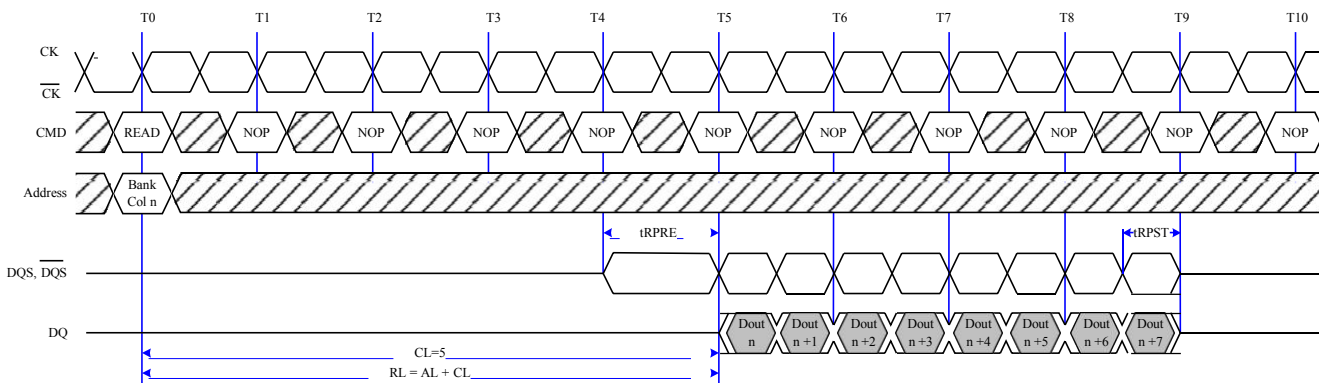 T0 T1 T2 T3 T4 T5 T6 T7 T8 T9 T10
CK
CK
CMD READ NOP NOP NOP NOP NOP NOP NOP NOP NOP NOP
Address Bank
Col n
tRPRE tRPST
DQS, DQS
DQ Dout Dout Dout Dout Dout Dout Dout Dout
n n +1 n +2 n +3 n +4 n +5 n +6 n +7
CL=5
RL = AL + CL